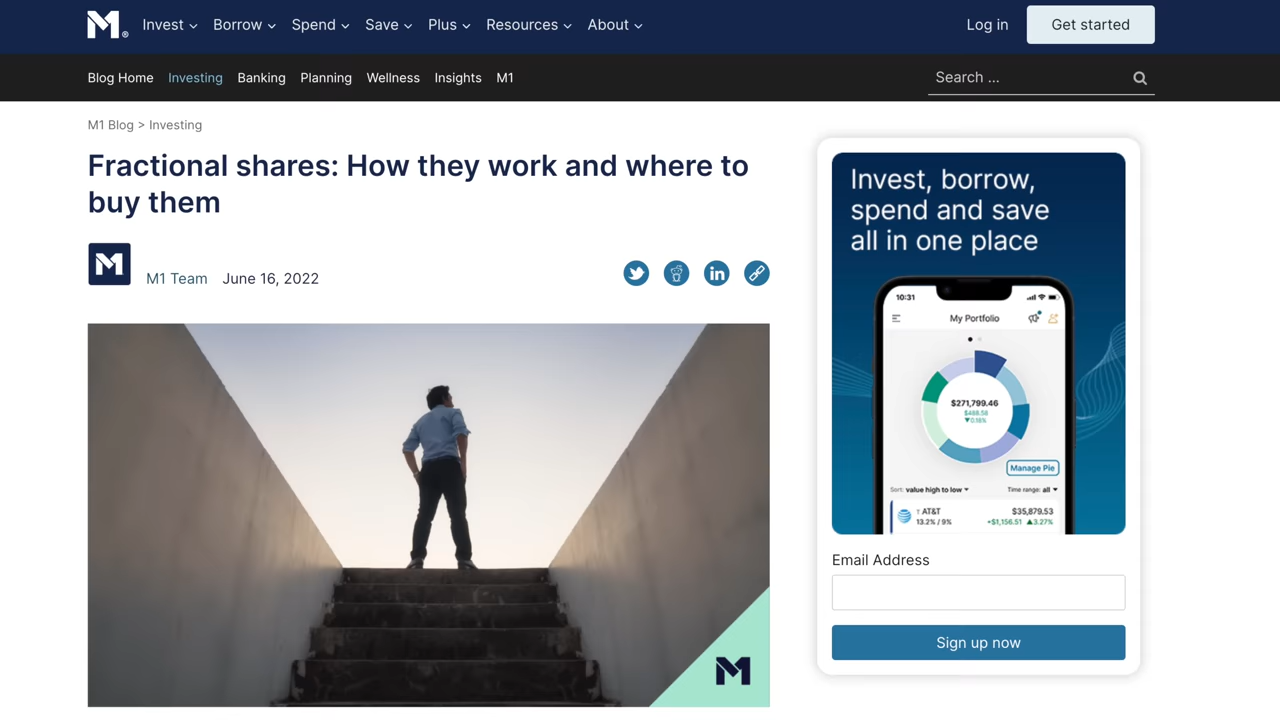 M® Invest Borrow Spend Save Plus Resources About Log in Get started
Blog Home Investing Banking Planning Wellness Insights M1 Search ...
M1 Blog > Investing
Fractional shares: How they work and where to
buy them
M
M1 Team June 16, 2022
in
M
Invest, borrow,
spend and save
all in one place
10:31
My Portfolio
$271,799.46
$488.56
▼0.18%
Manage Pie
Sort: value high to low Time range: all
T AT&T $35,879.53
13.2% / 9% +$1,156.51 ▲3.27%
Email Address
Sign up now